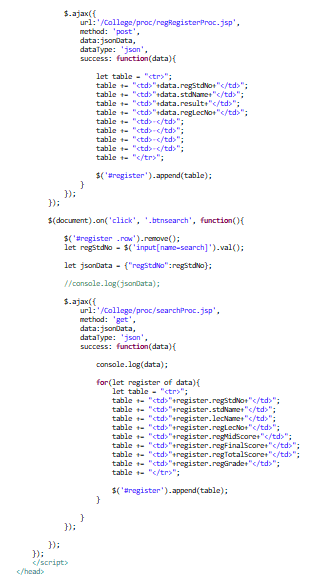 $.ajax({
url:'/College/proc/regRegisterProc.jsp',
method: 'post',
data:jsonData,
dataType: 'json',
success: function(data){
let table = "<tr>";
table += "<td>"+data.regStdNo+"</td>";
table += "<td>"+data.stdName+"</td>";
table += "<td>"+data.result+"</td>";
table += "<td>"+data.regLecNo+"</td>";
table += "<td>-</td>";
table += "<td>-</td>";
table += "<td>-</td>";
table += "<td>-</td>";
table += "</tr>";
$('#register').append(table);
}
});
});
$(document).on('click', '.btnsearch', function(){
$('#register .row').remove();
let regStdNo = $('input[name=search]').val();
let jsonData = {"regStdNo":regStdNo};
//console.log(jsonData);
$.ajax({
url:'/College/proc/searchProc.jsp',
method: 'get',
data:jsonData,
dataType: 'json',
success: function(data){
console.log(data);
for(let register of data){
let table = "<tr>";
table += "<td>"+register.regStdNo+"</td>";
table += "<td>"+register.stdName+"</td>";
table += "<td>"+register.lecName+"</td>";
table += "<td>"+register.regLecNo+"</td>";
table += "<td>"+register.regMidScore+"</td>";
table += "<td>"+register.regFinalScore+"</td>";
table += "<td>"+register.regTotalScore+"</td>";
table += "<td>"+register.regGrade+"</td>";
table += "</tr>";
$('#register').append(table);
}
}
});
});
});
</script>
</head>